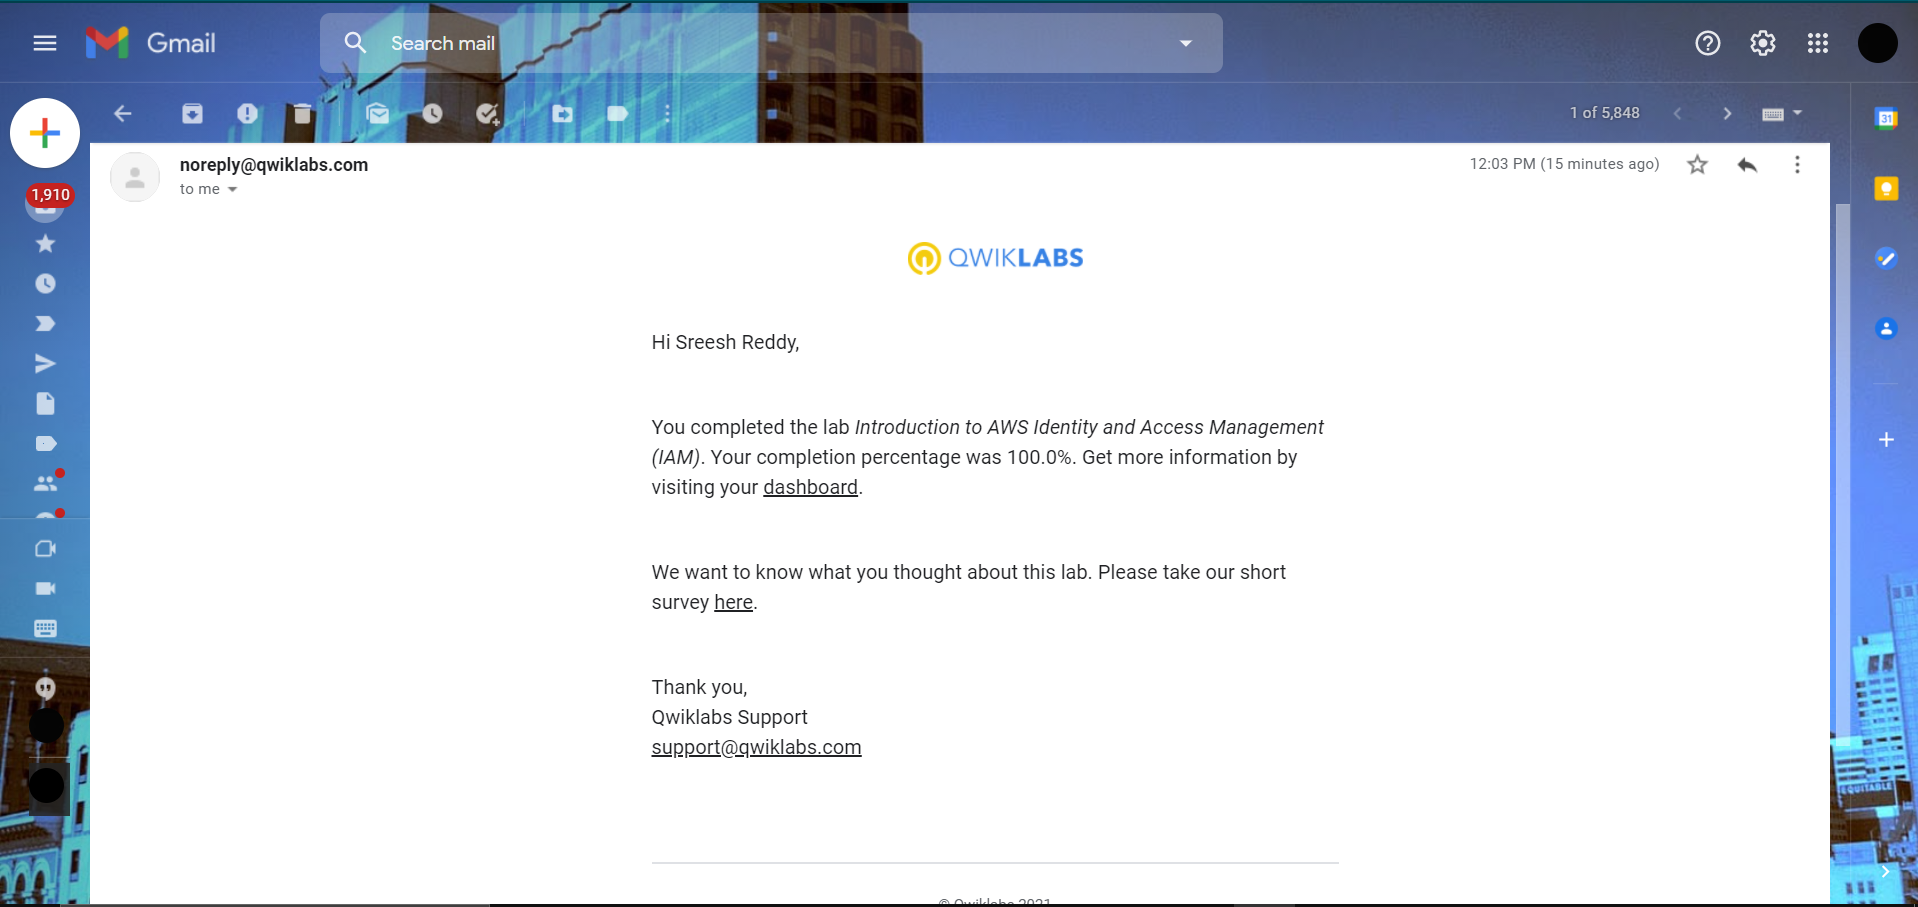 Gmail
Search mail
1 of 5,848
31
1,910
noreply@qwiklabs.com
12:03 PM (15 minutes ago)
to me
QWIKLABS
Hi Sreesh Reddy,
You completed the lab Introduction to AWS Identity and Access Management
(IAM). Your completion percentage was 100.0%. Get more information by
visiting your dashboard.
We want to know what you thought about this lab. Please take our short
survey here.
Thank you,
Qwiklabs Support
support@qwiklabs.com
EQUITABLE
© Qwiklabs 2021